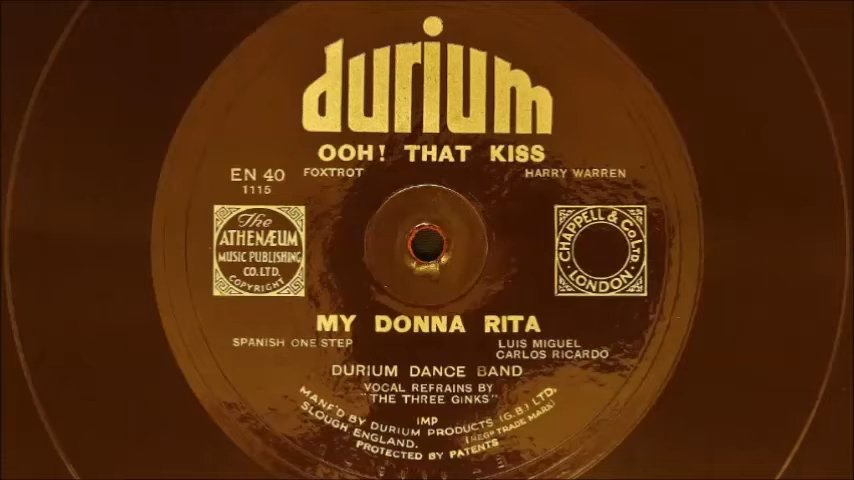 durium
OOH! THAT KISS
FOXTROT
HARRY WARREN
EN 40
1115
The
ATHENÆUM
MUSIC PUBLISHING
CO. LTD.
COPYRIGHT
CHAPPELL & Co LTD.
· LONDON ·
MY DONNA RITA
SPANISH ONE STEP
LUIS MIGUEL
CARLOS RICARDO
DURIUM DANCE BAND
VOCAL REFRAINS BY
"THE THREE GINKS"
IMP
MANF'D BY DURIUM PRODUCTS (G.B.) LTD.
SLOUGH ENGLAND.
(REGD TRADE MARK)
PROTECTED BY PATENTS